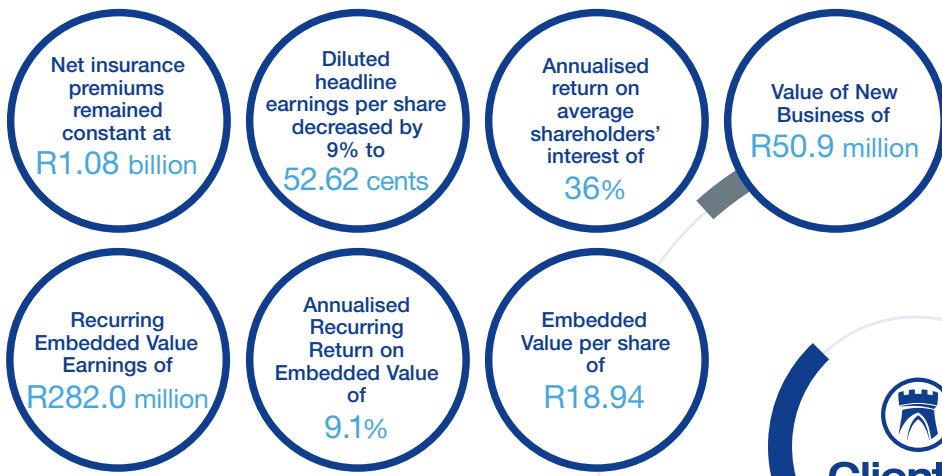 Net insurance
premiums
remained
constant at
R1.08 billion
Diluted
headline
earnings per share
decreased by
9% to
52.62 cents
Annualised
return on
average
shareholders'
interest of
36%
Value of New
Business of
R50.9 million
Recurring
Embedded Value
Earnings of
R282.0 million
Annualised
Recurring
Return on
Embedded Value
of
9.1%
Embedded
Value per share
of
R18.94